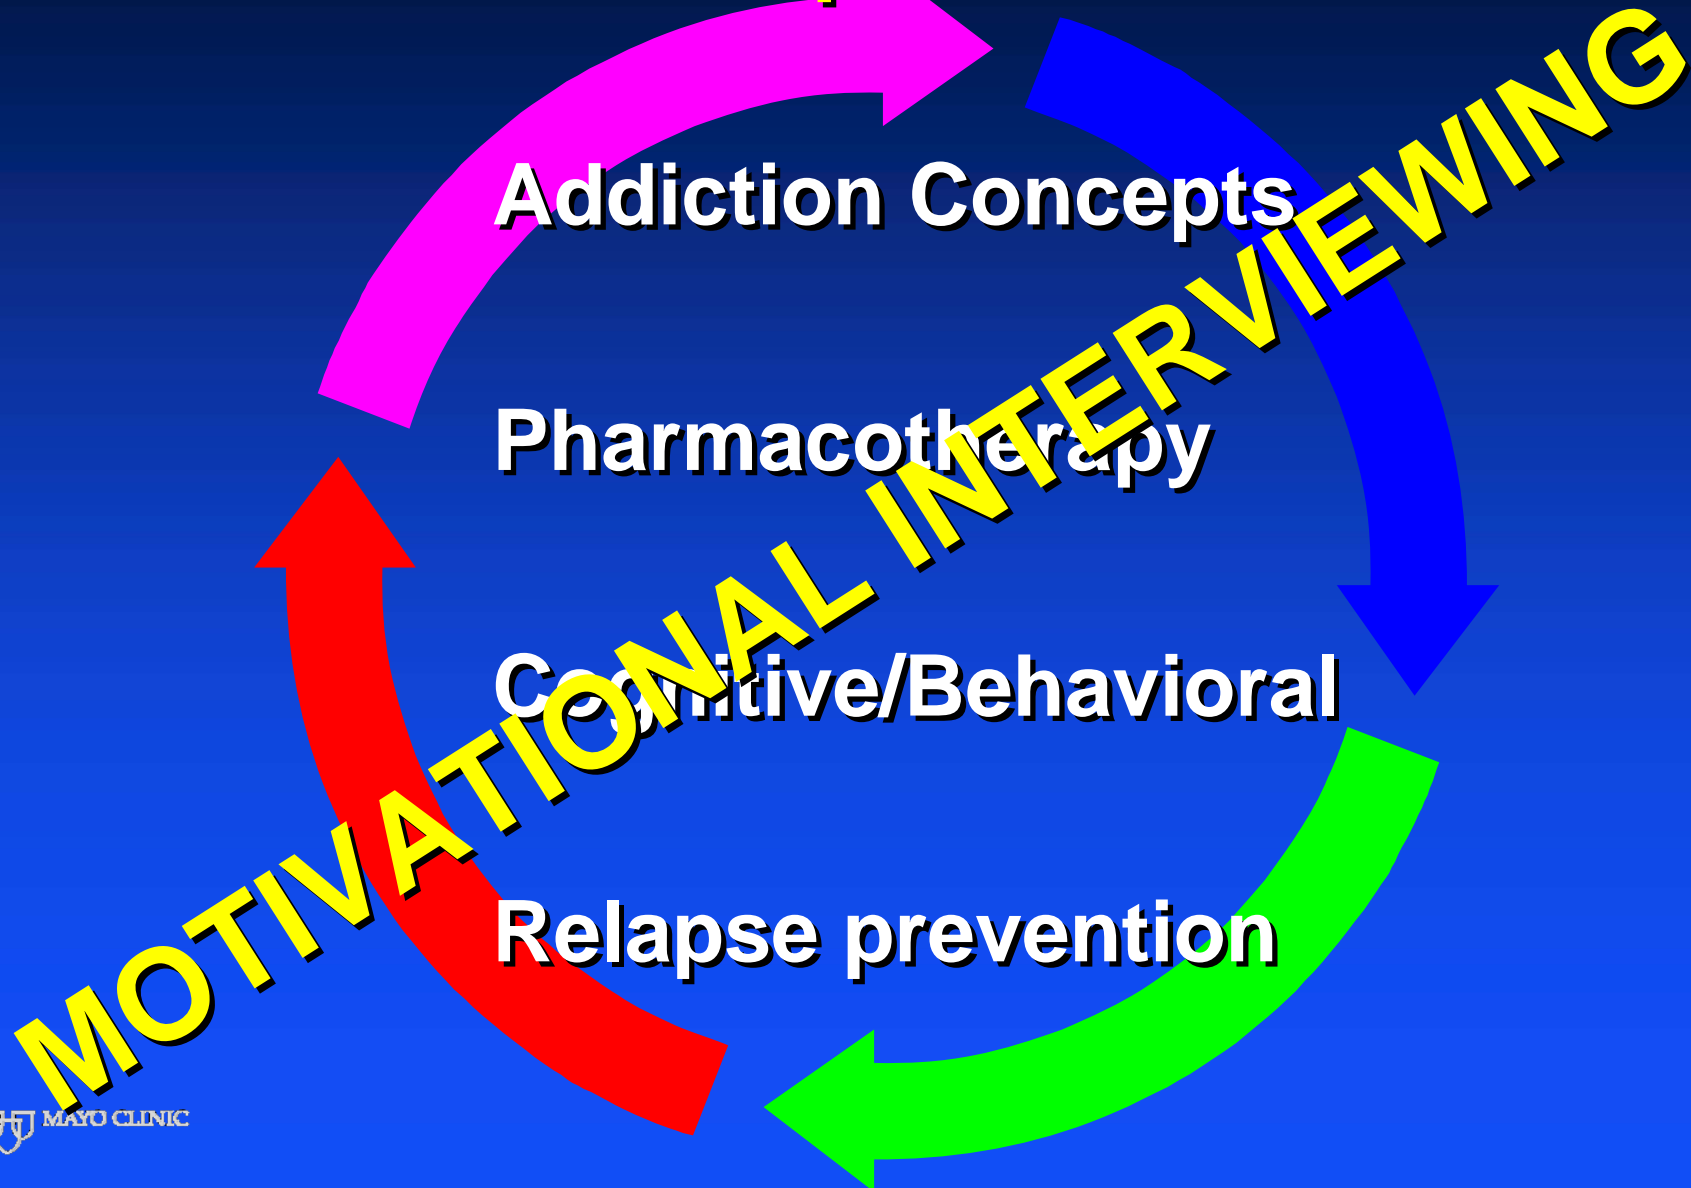 Addiction Concepts
Pharmacotherapy
Cognitive/Behavioral
Relapse prevention
MOTIVATIONAL INTERVIEWING
MAYO CLINIC